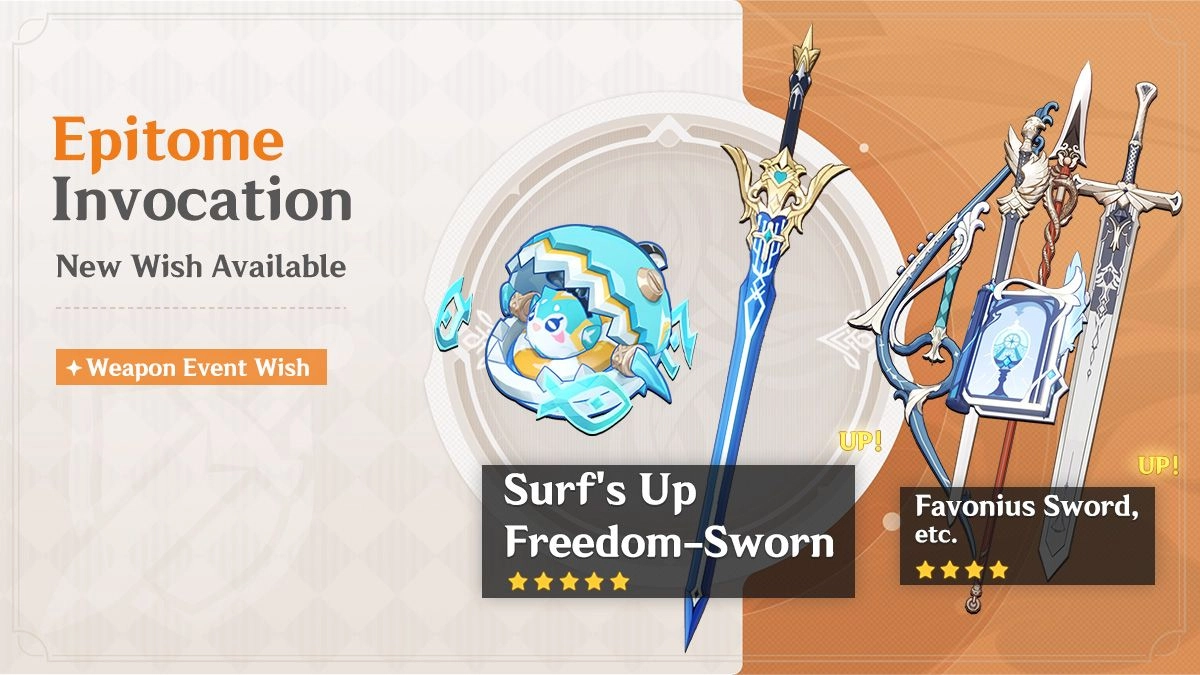 Epitome
Invocation
New Wish Available
Weapon Event Wish
UP!
Surf's Up
Freedom-Sworn
UP!
Favonius Sword,
etc.